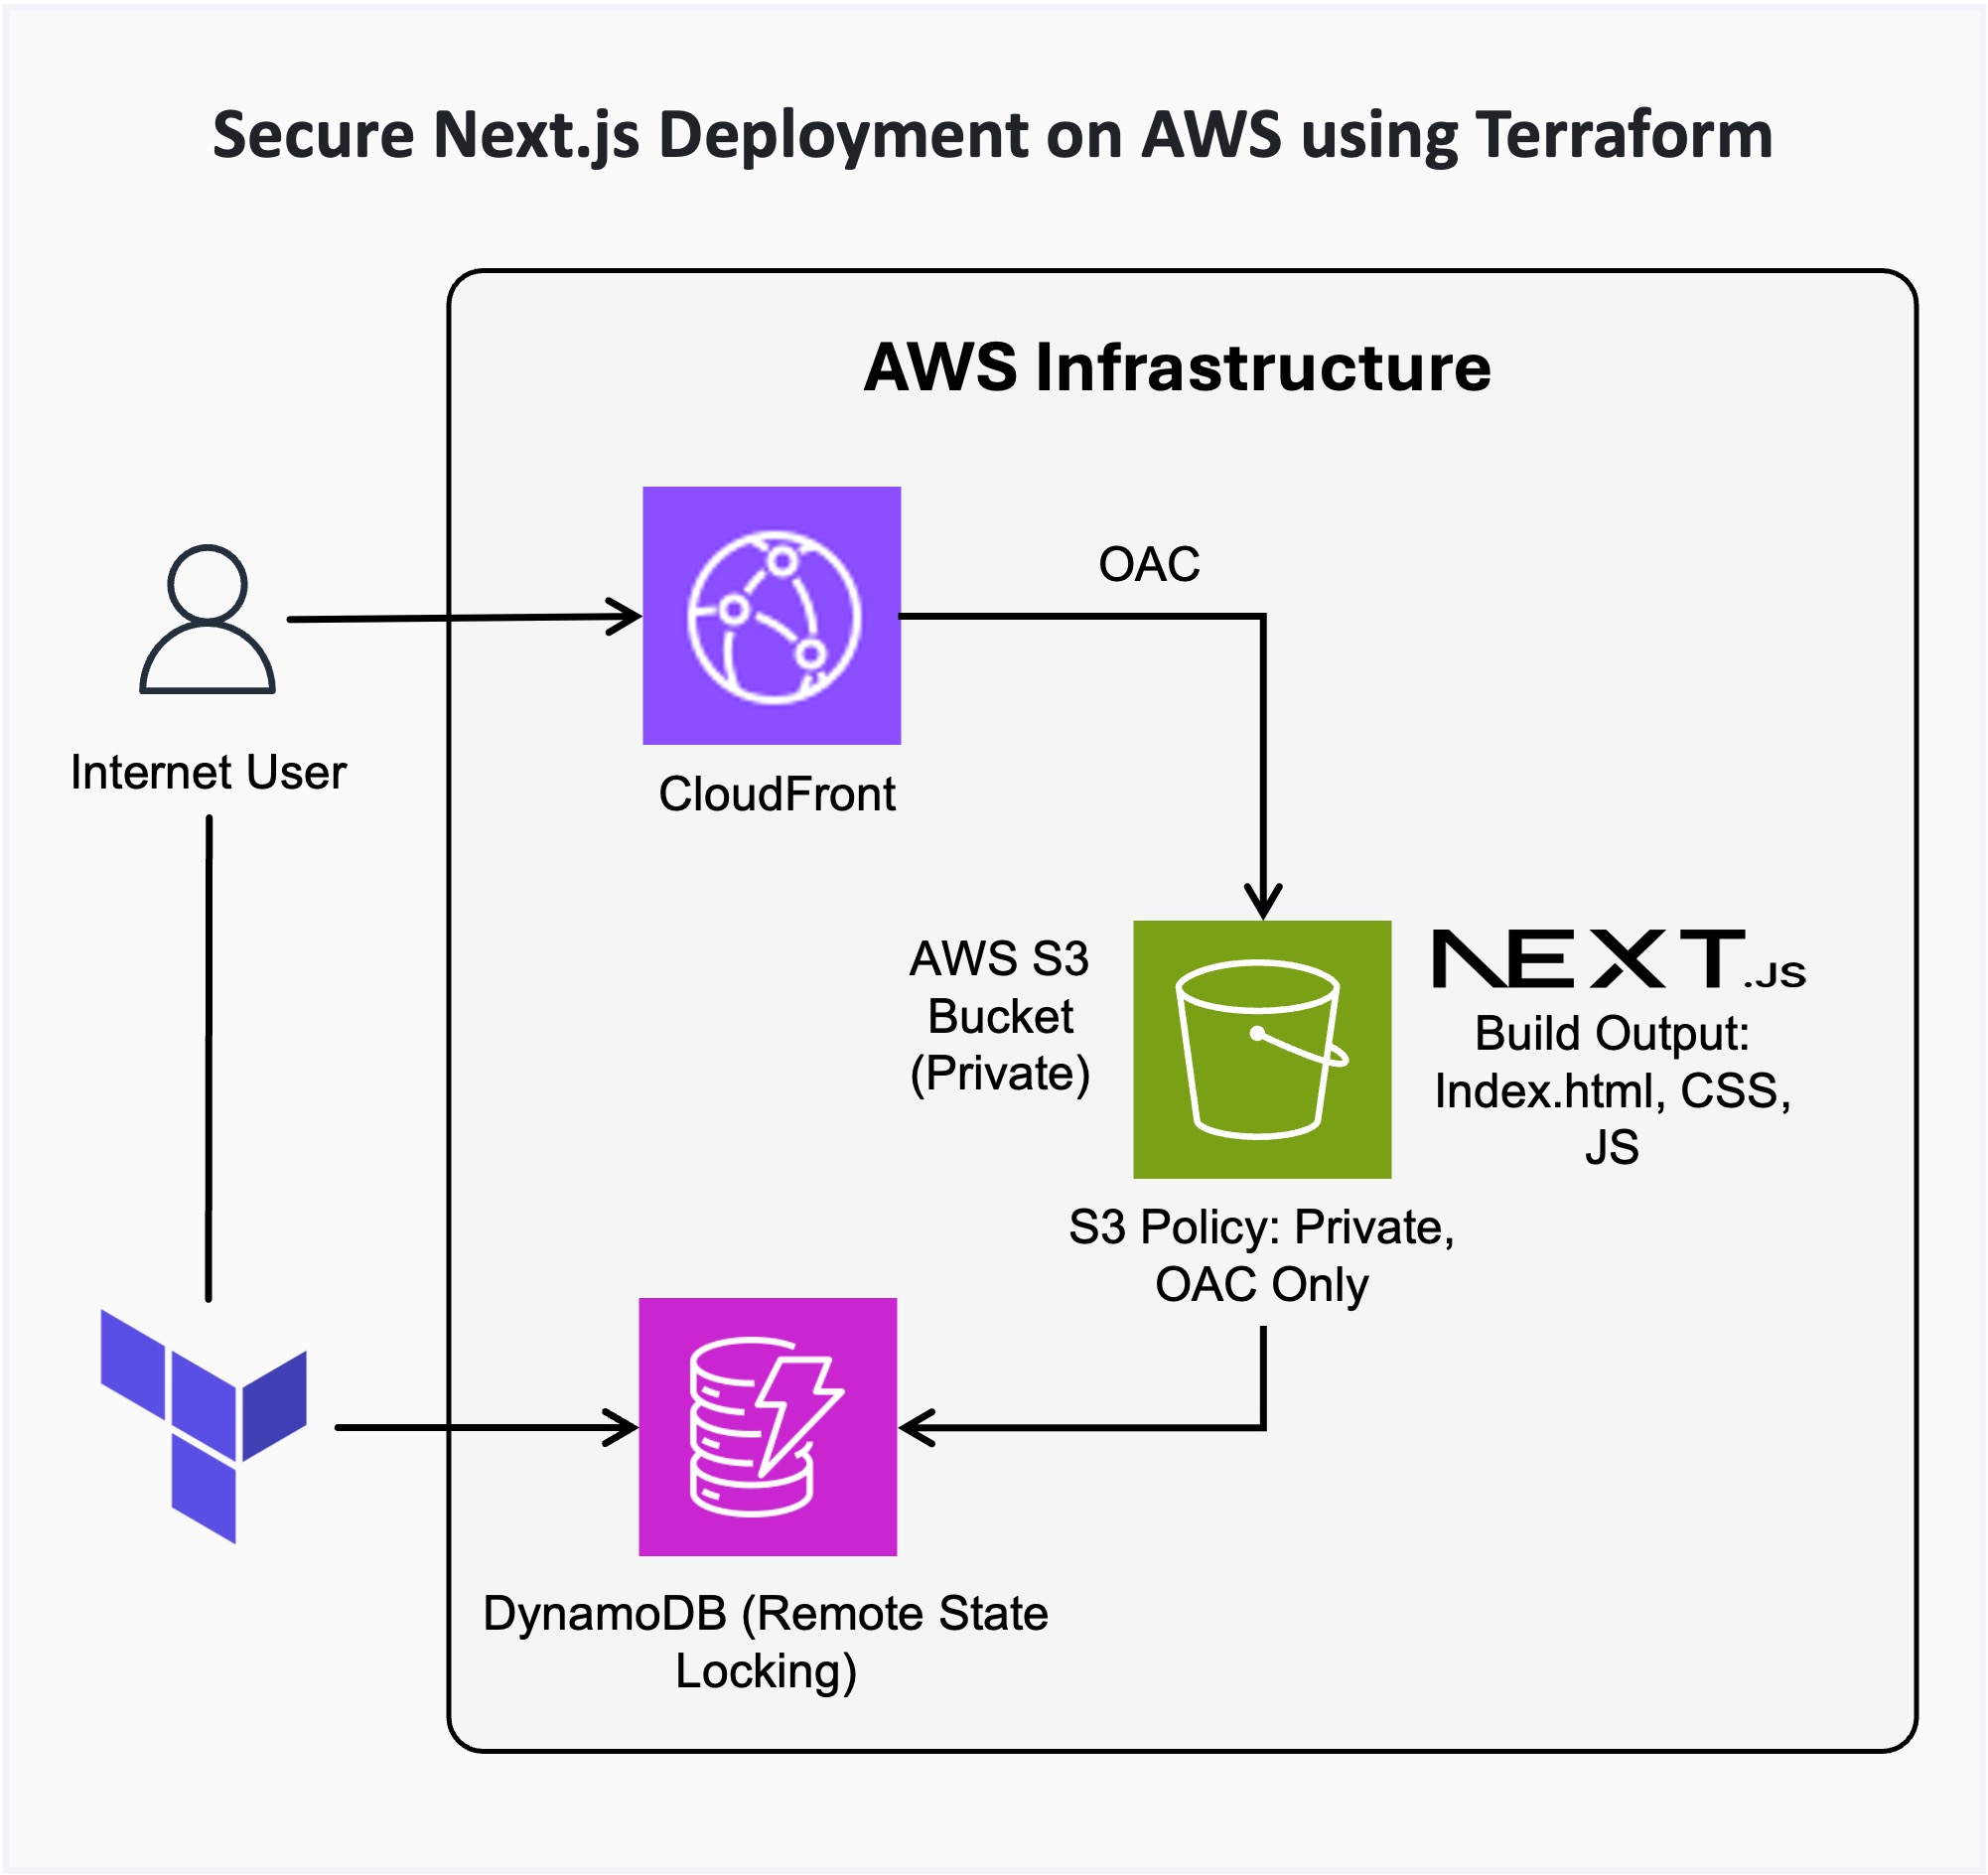 Secure Next.js Deployment on AWS using Terraform
AWS Infrastructure
OAC
Internet User
CloudFront
AWS S3
Bucket
(Private)
NEXT.JS
Build Output:
Index.html, CSS,
JS
S3 Policy: Private,
OAC Only
DynamoDB (Remote State
Locking)